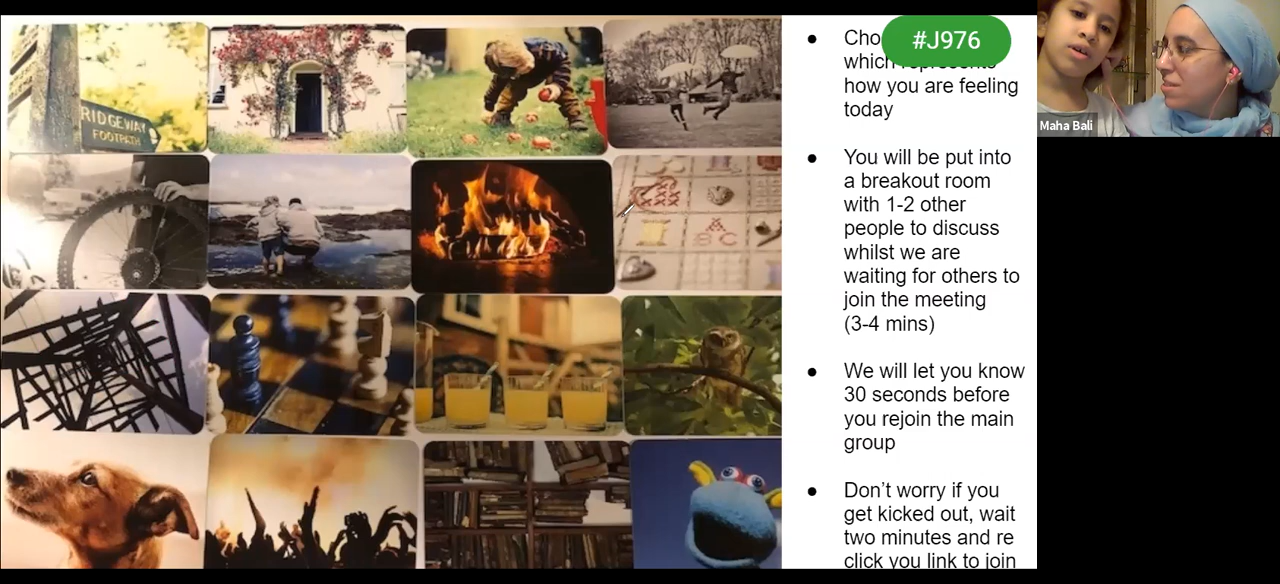 RIDGEWAY
FOOTPATH
A
B C
#J976
which represents
how you are feeling
today
You will be put into
a breakout room
with 1-2 other
people to discuss
whilst we are
waiting for others to
join the meeting
(3-4 mins)
We will let you know
30 seconds before
you rejoin the main
group
Don’t worry if you
get kicked out, wait
two minutes and re
click you link to join
Maha Bali